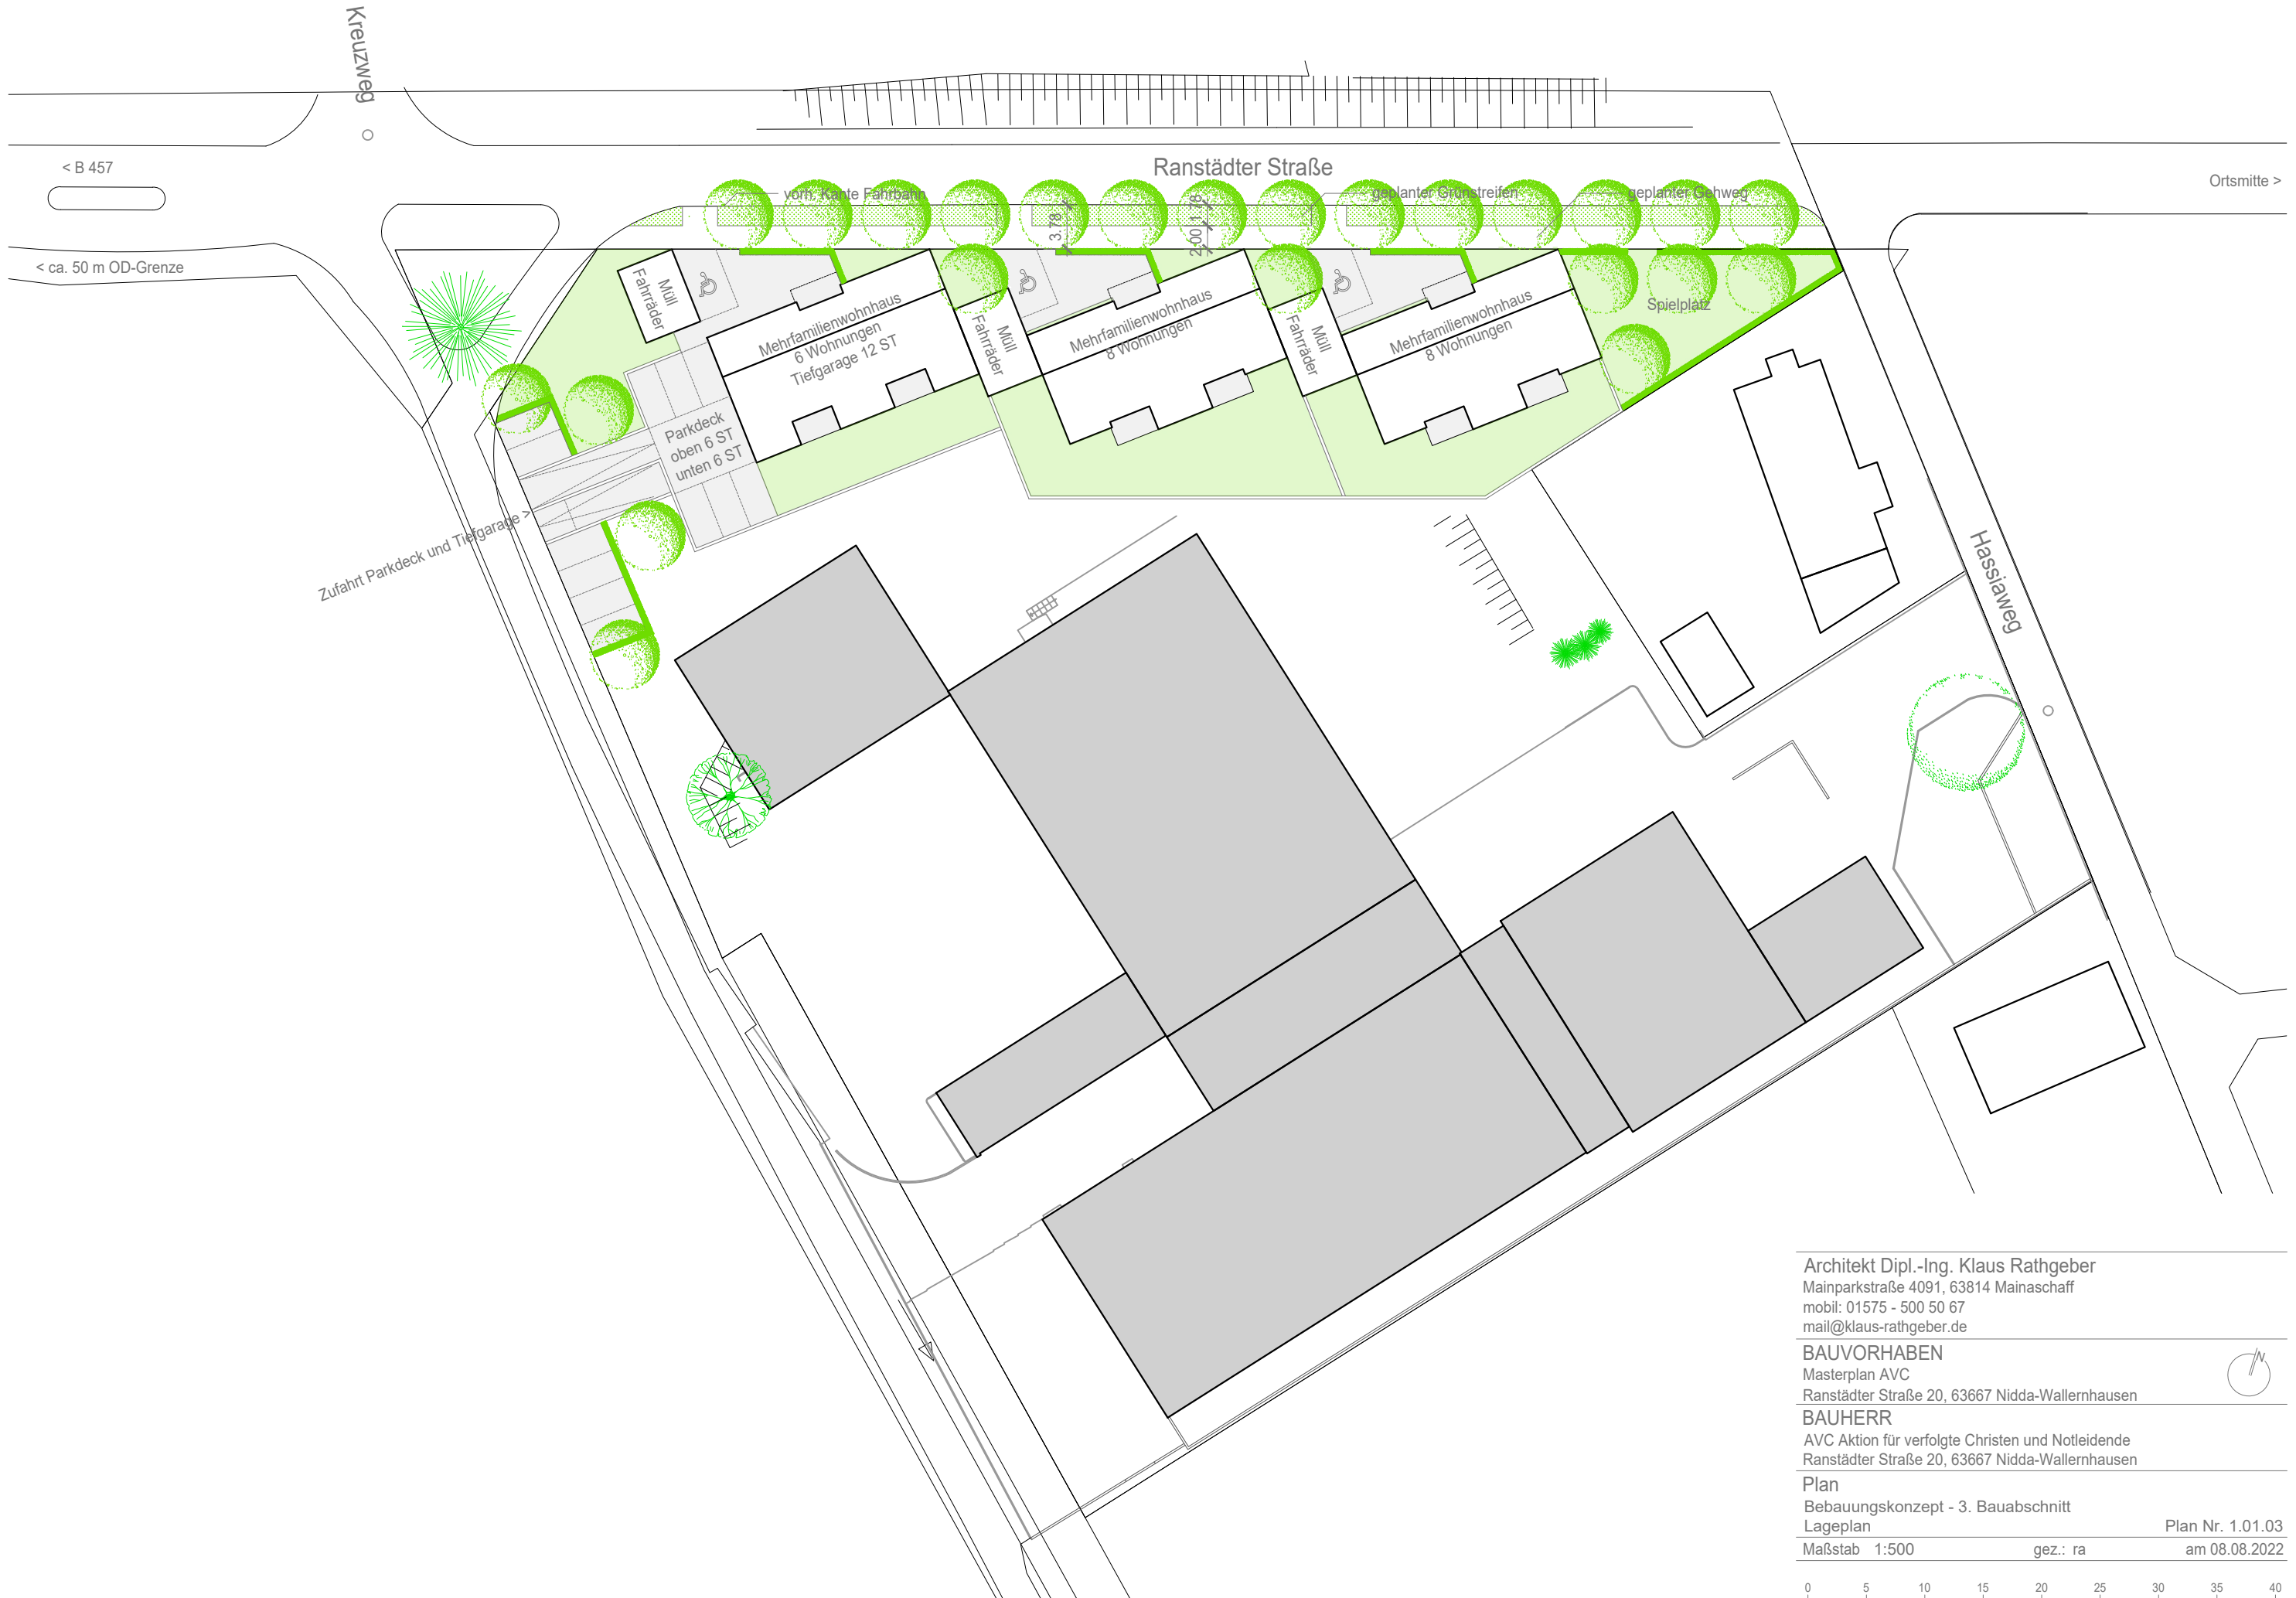 Kreuzweg
< B 457
Ranstädter Straße
vorh. Kante Fahrbahn
geplanter Grünstreifen
geplanter Gehweg
Ortsmitte >
3.78
2.00
1.78
< ca. 50 m OD-Grenze
Müll
Fahrräder
Mehrfamilienwohnhaus
6 Wohnungen
Tiefgarage 12 ST
Müll
Fahrräder
Mehrfamilienwohnhaus
8 Wohnungen
Müll
Fahrräder
Mehrfamilienwohnhaus
8 Wohnungen
Spielplatz
Parkdeck
oben 6 ST
unten 6 ST
Zufahrt Parkdeck und Tiefgarage >
Hassiaweg
Architekt Dipl.-Ing. Klaus Rathgeber
Mainparkstraße 4091, 63814 Mainaschaff
mobil: 01575 - 500 50 67
mail@klaus-rathgeber.de
BAUVORHABEN
Masterplan AVC
Ranstädter Straße 20, 63667 Nidda-Wallernhausen
N
BAUHERR
AVC Aktion für verfolgte Christen und Notleidende
Ranstädter Straße 20, 63667 Nidda-Wallernhausen
Plan
Bebauungskonzept - 3. Bauabschnitt
Lageplan Plan Nr. 1.01.03
Maßstab 1:500 gez.: ra am 08.08.2022
0 5 10 15 20 25 30 35 40